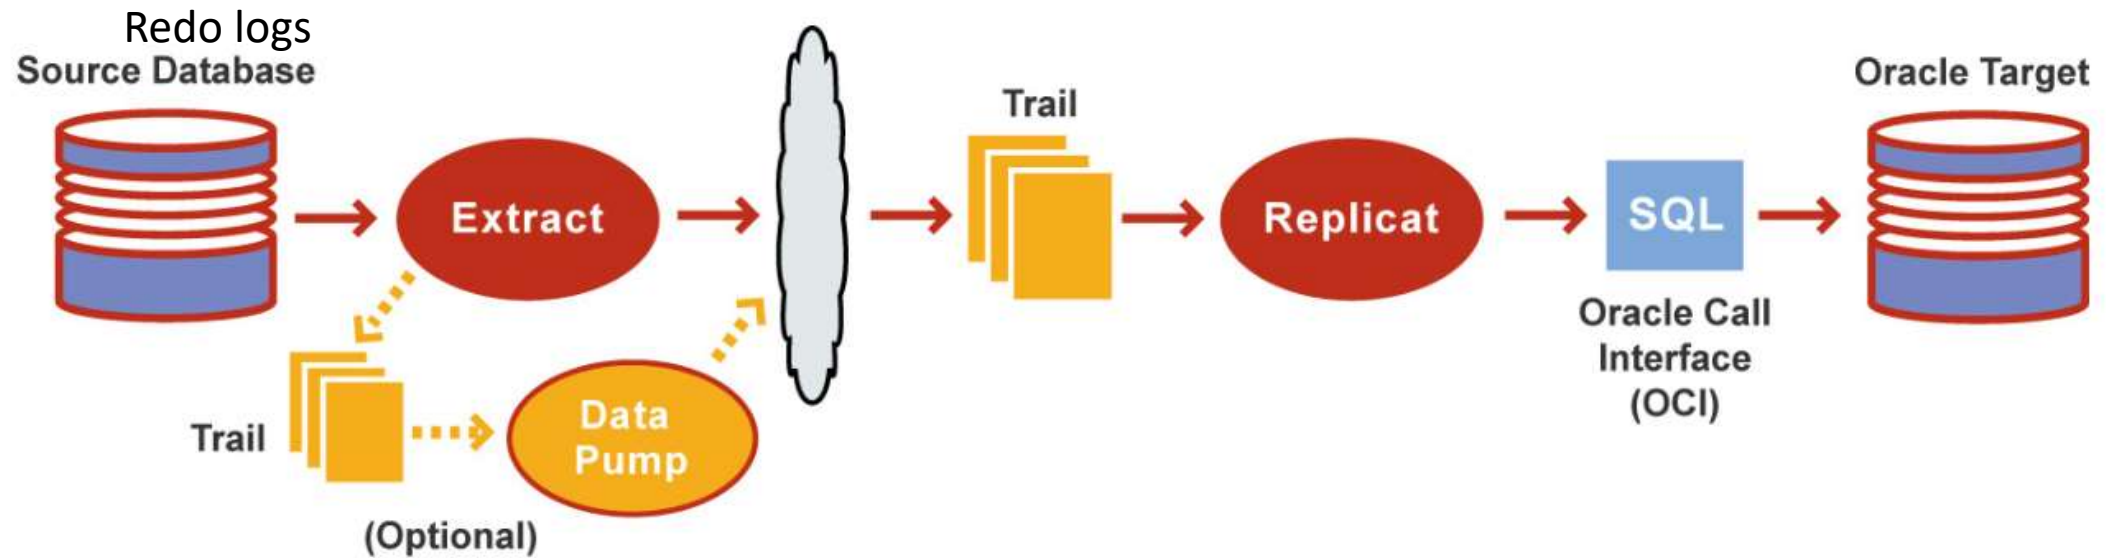 Redo logs
Source Database
Extract
Trail
Data
Pump
(Optional)
Trail
Replicat
SQL
Oracle Call
Interface
(OCI)
Oracle Target